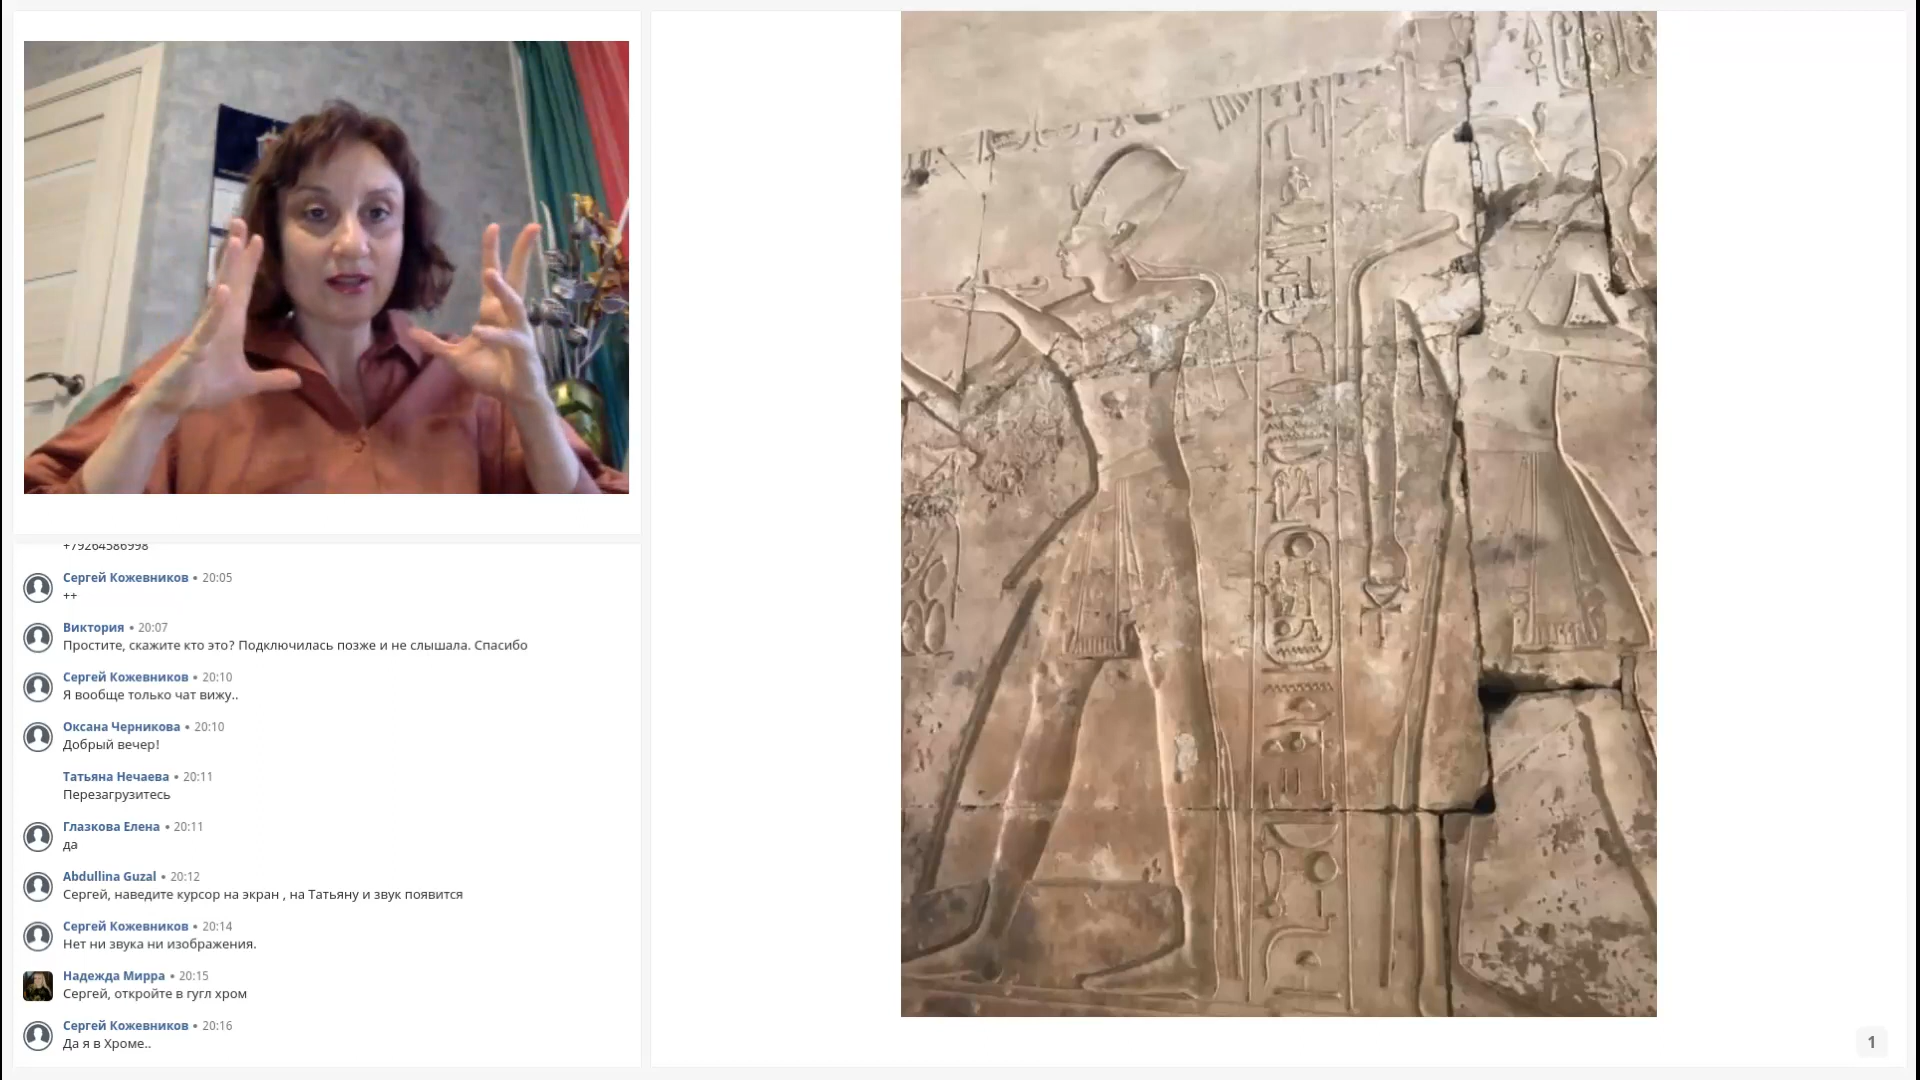 +79264586998
Сергей Кожевников • 20:05
++
Виктория • 20:07
Простите, скажите кто это? Подключилась позже и не слышала. Спасибо
Сергей Кожевников • 20:10
Я вообще только чат вижу..
Оксана Черникова • 20:10
Добрый вечер!
Татьяна Нечаева • 20:11
Перезагрузитесь
Глазкова Елена • 20:11
да
Abdullina Guzal • 20:12
Сергей, наведите курсор на экран , на Татьяну и звук появится
Сергей Кожевников • 20:14
Нет ни звука ни изображения.
Надежда Мирра • 20:15
Сергей, откройте в гугл хром
Сергей Кожевников • 20:16
Да я в Хроме..
1